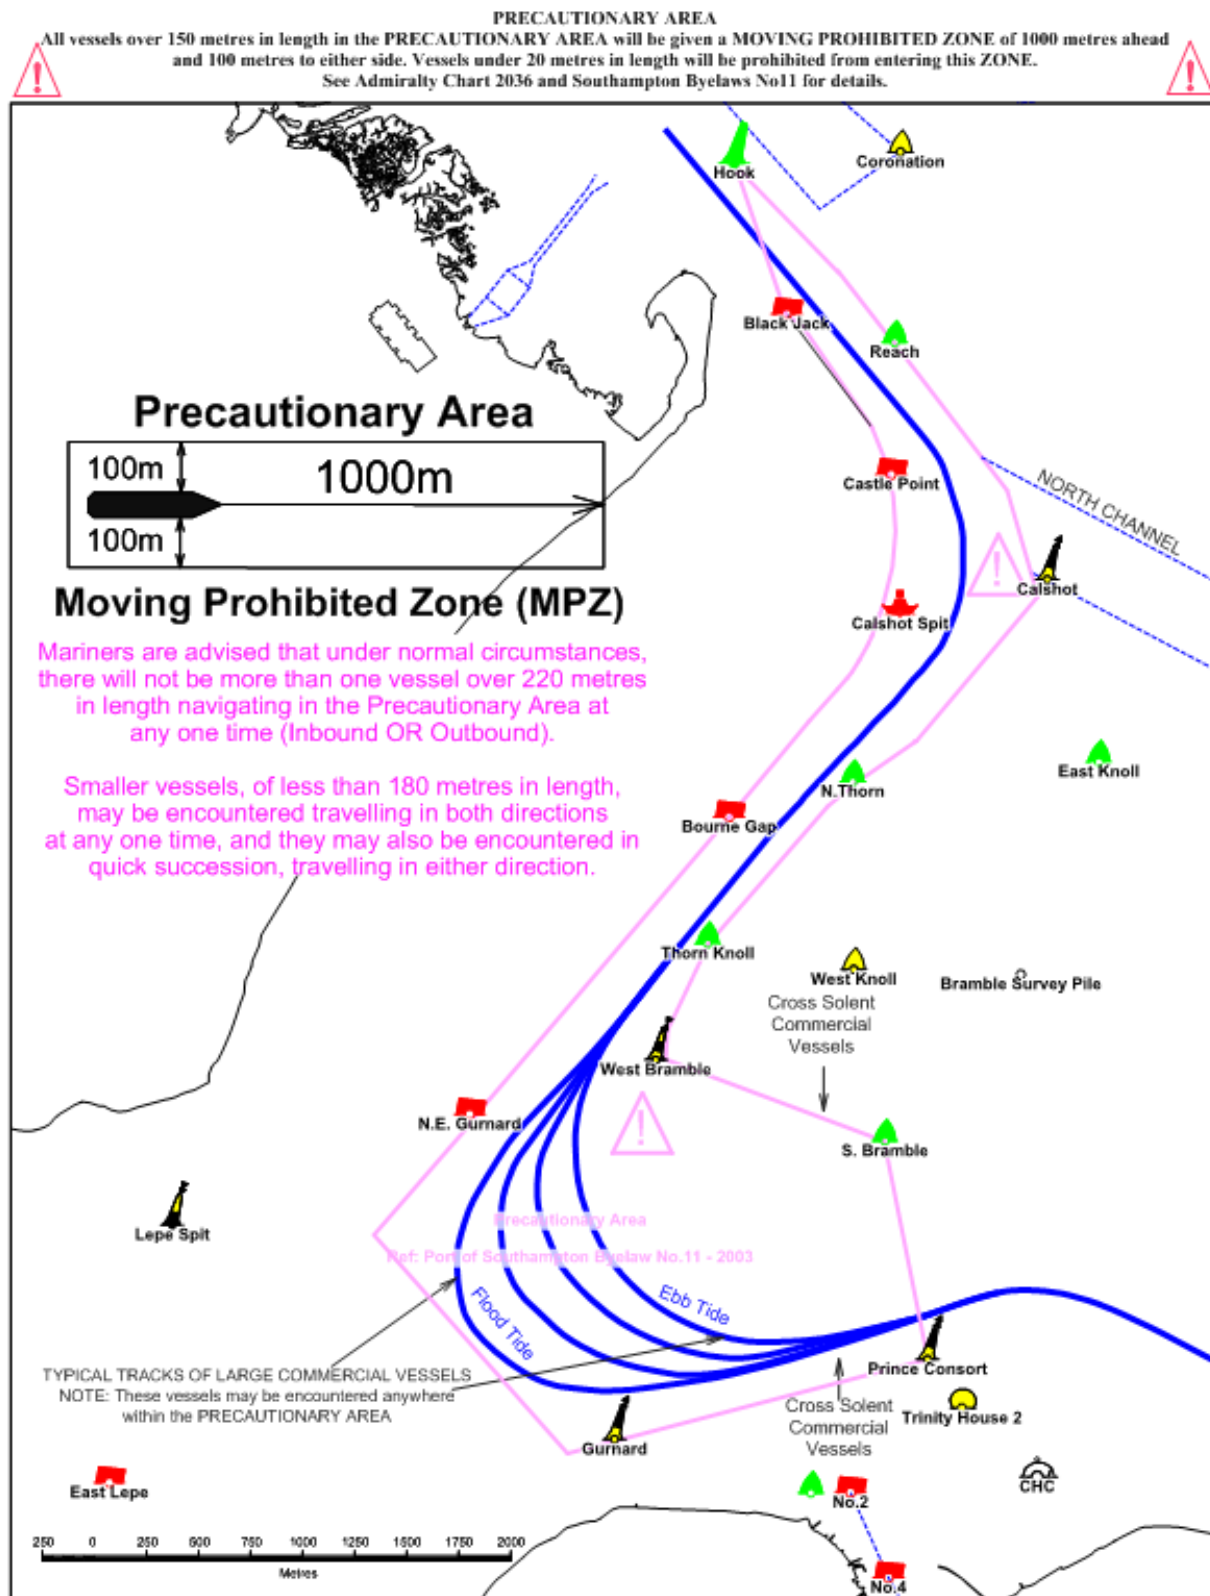 PRECAUTIONARY AREA
All vessels over 150 metres in length in the PRECAUTIONARY AREA will be given a MOVING PROHIBITED ZONE of 1000 metres ahead
and 100 metres to either side. Vessels under 20 metres in length will be prohibited from entering this ZONE.
See Admiralty Chart 2036 and Southampton Byelaws No11 for details.
Coronation
Hook
Black Jack
Reach
Precautionary Area
100m
1000m
100m
Castle Point
NORTH CHANNEL
Calshot
Moving Prohibited Zone (MPZ)
Calshot Spit
Mariners are advised that under normal circumstances,
there will not be more than one vessel over 220 metres
in length navigating in the Precautionary Area at
any one time (Inbound OR Outbound).
Smaller vessels, of less than 180 metres in length,
may be encountered travelling in both directions
at any one time, and they may also be encountered in
quick succession, travelling in either direction.
East Knoll
N.Thorn
Bourne Gap
Thorn Knoll
West Knoll
Bramble Survey Pile
Cross Solent
Commercial
Vessels
West Bramble
N.E. Gurnard
S. Bramble
Lepe Spit
Precautionary Area
Ref: Port of Southampton Byelaw No.11 - 2003
Ebb Tide
Flood Tide
TYPICAL TRACKS OF LARGE COMMERCIAL VESSELS
NOTE: These vessels may be encountered anywhere
within the PRECAUTIONARY AREA
Prince Consort
Cross Solent
Commercial
Vessels
Trinity House 2
Gurnard
East Lepe
CHC
No.2
250 0 250 500 750 1000 1250 1500 1750 2000
Metres
No.4